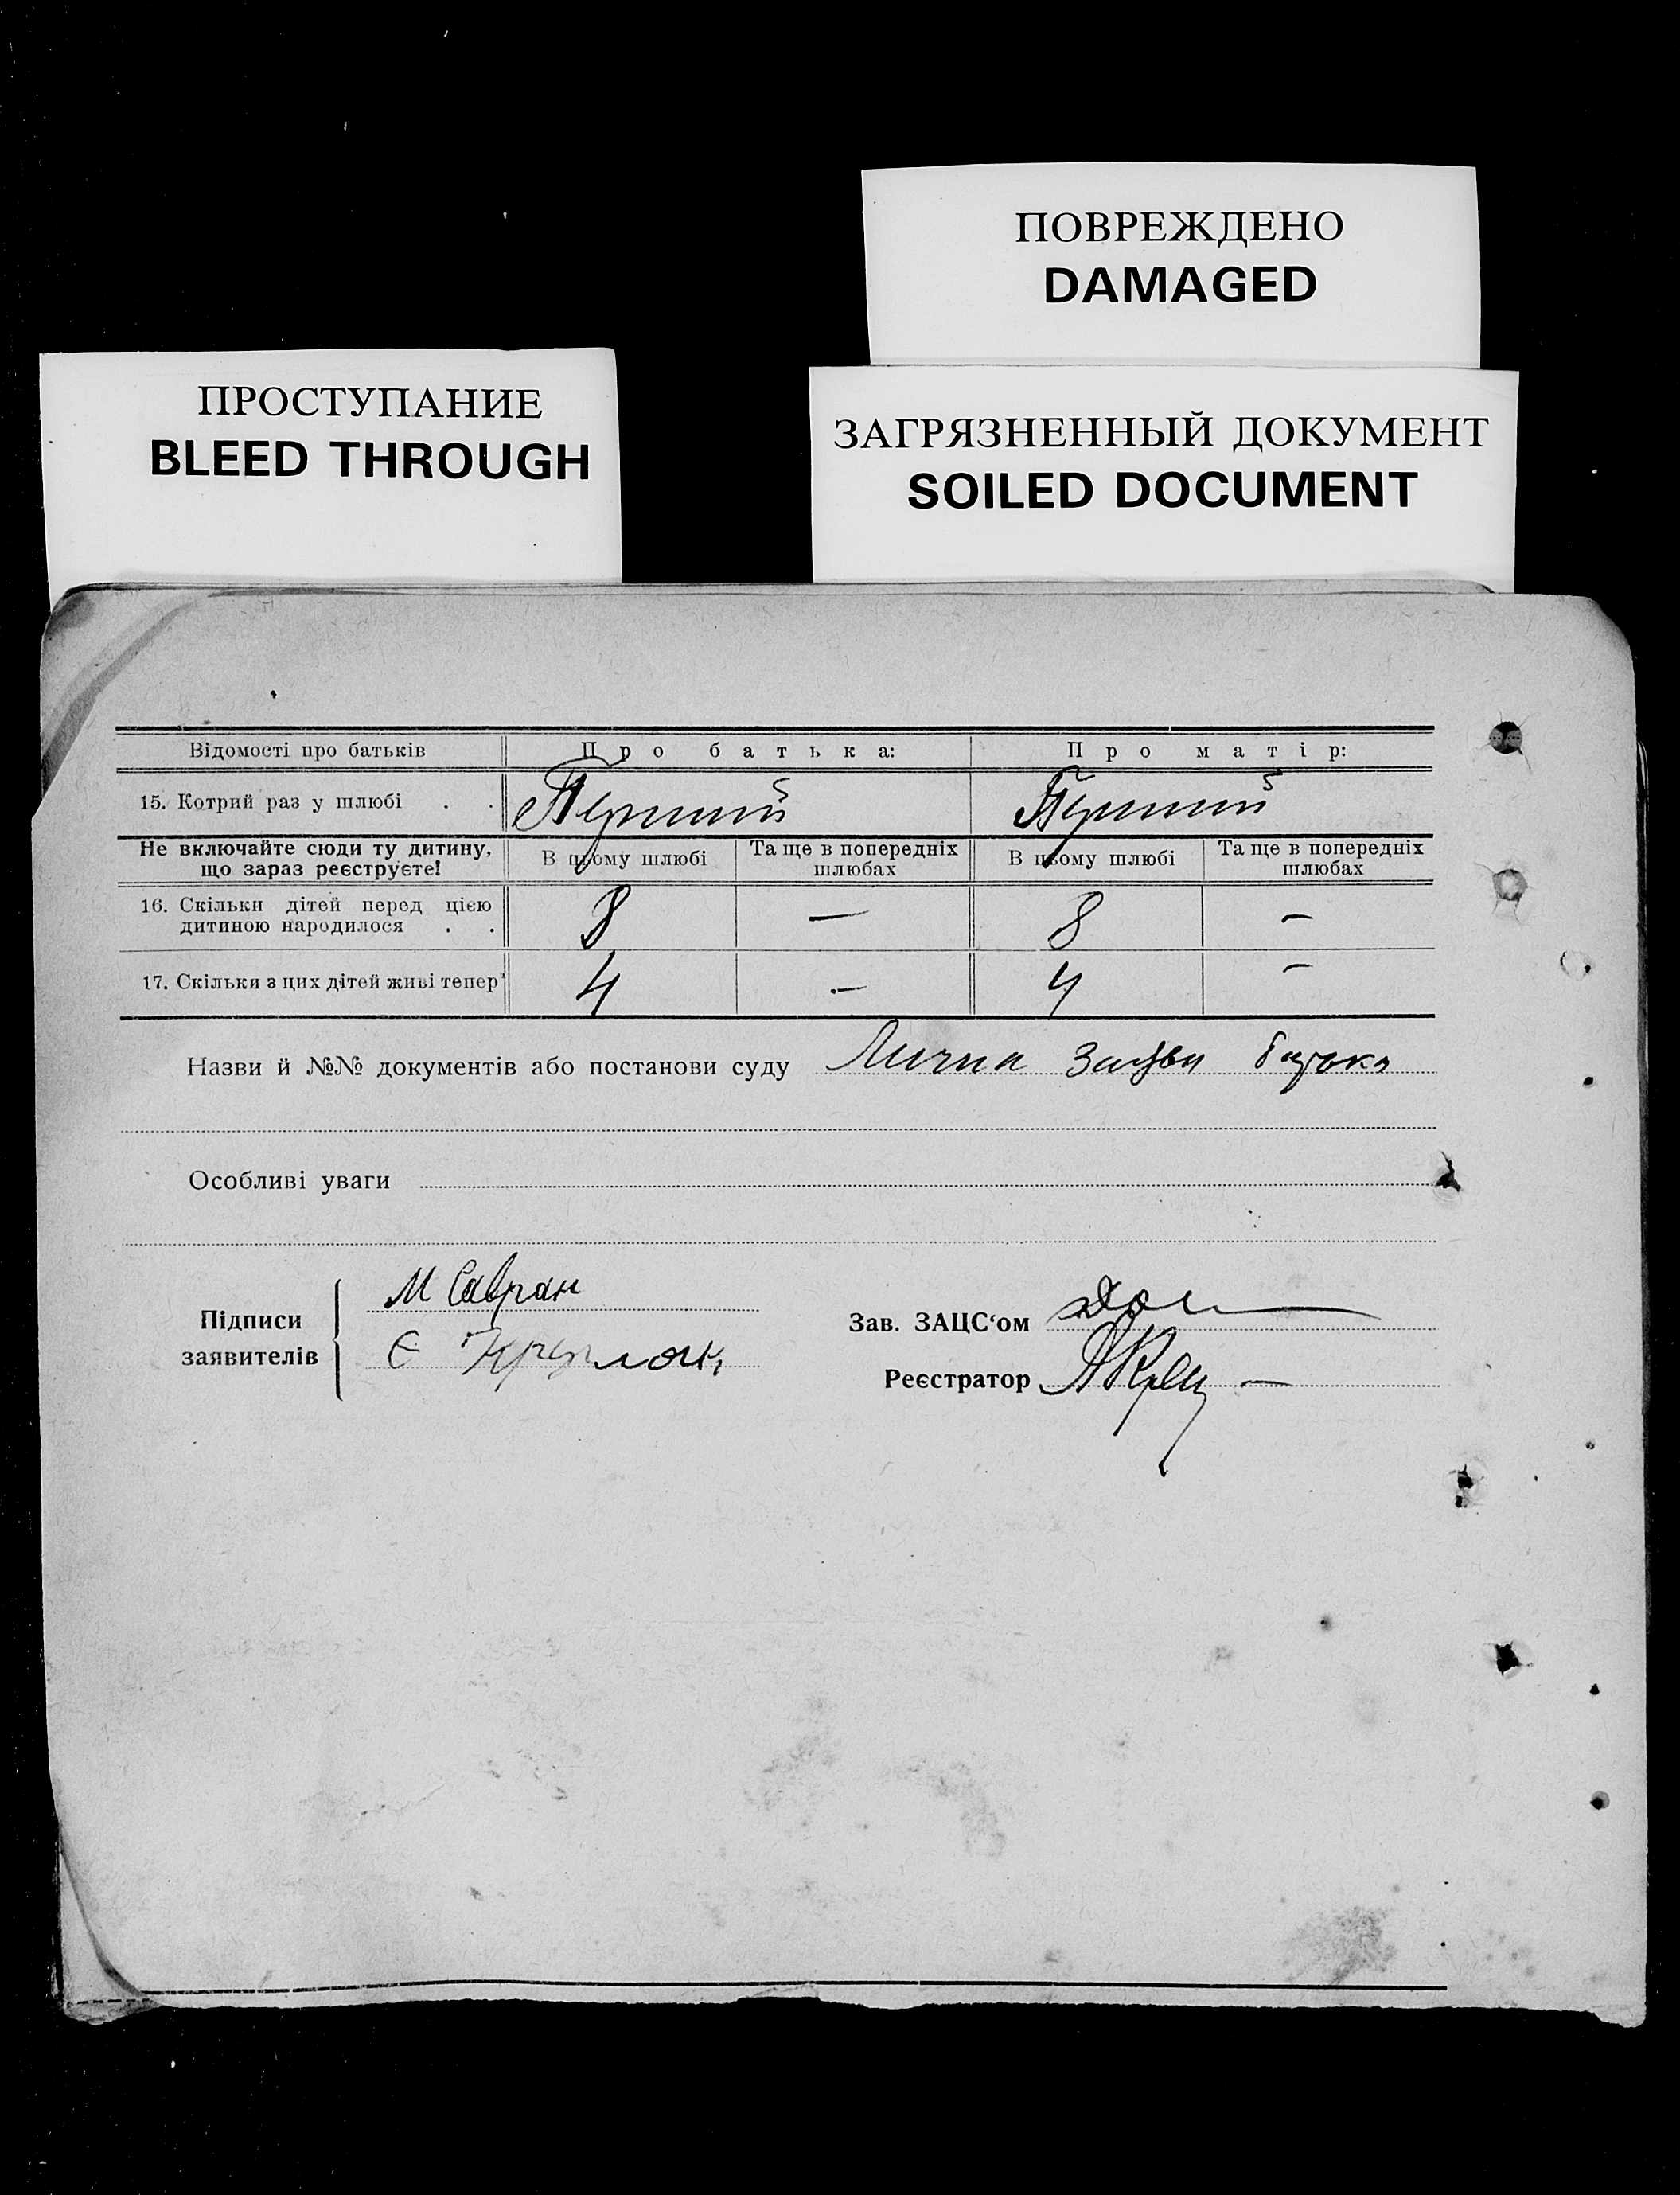 ПОВРЕЖДЕНО
DAMAGED
ПРОСТУПАНИЕ
BLEED THROUGH
ЗАГРЯЗНЕННЫЙ ДОКУМЕНТ
SOILED DOCUMENT
Відомості про батьків Про батька: Про матір:
15. Котрий раз у шлюбі . . Перший Перший
Не включайте сюди ту дитину, що зараз реєструєте! В цьому шлюбі Та ще в попередніх шлюбах В цьому шлюбі Та ще в попередніх шлюбах
16. Скільки дітей перед цією дитиною народилося . . 8 — 8 —
17. Скільки з цих дітей живі тепер 4 — 4 —
Назви й №№ документів або постанови суду Лична заява батька
Особливі уваги
Підписи заявителів М Савран
Є
Зав. ЗАЦС‘ом
Реєстратор